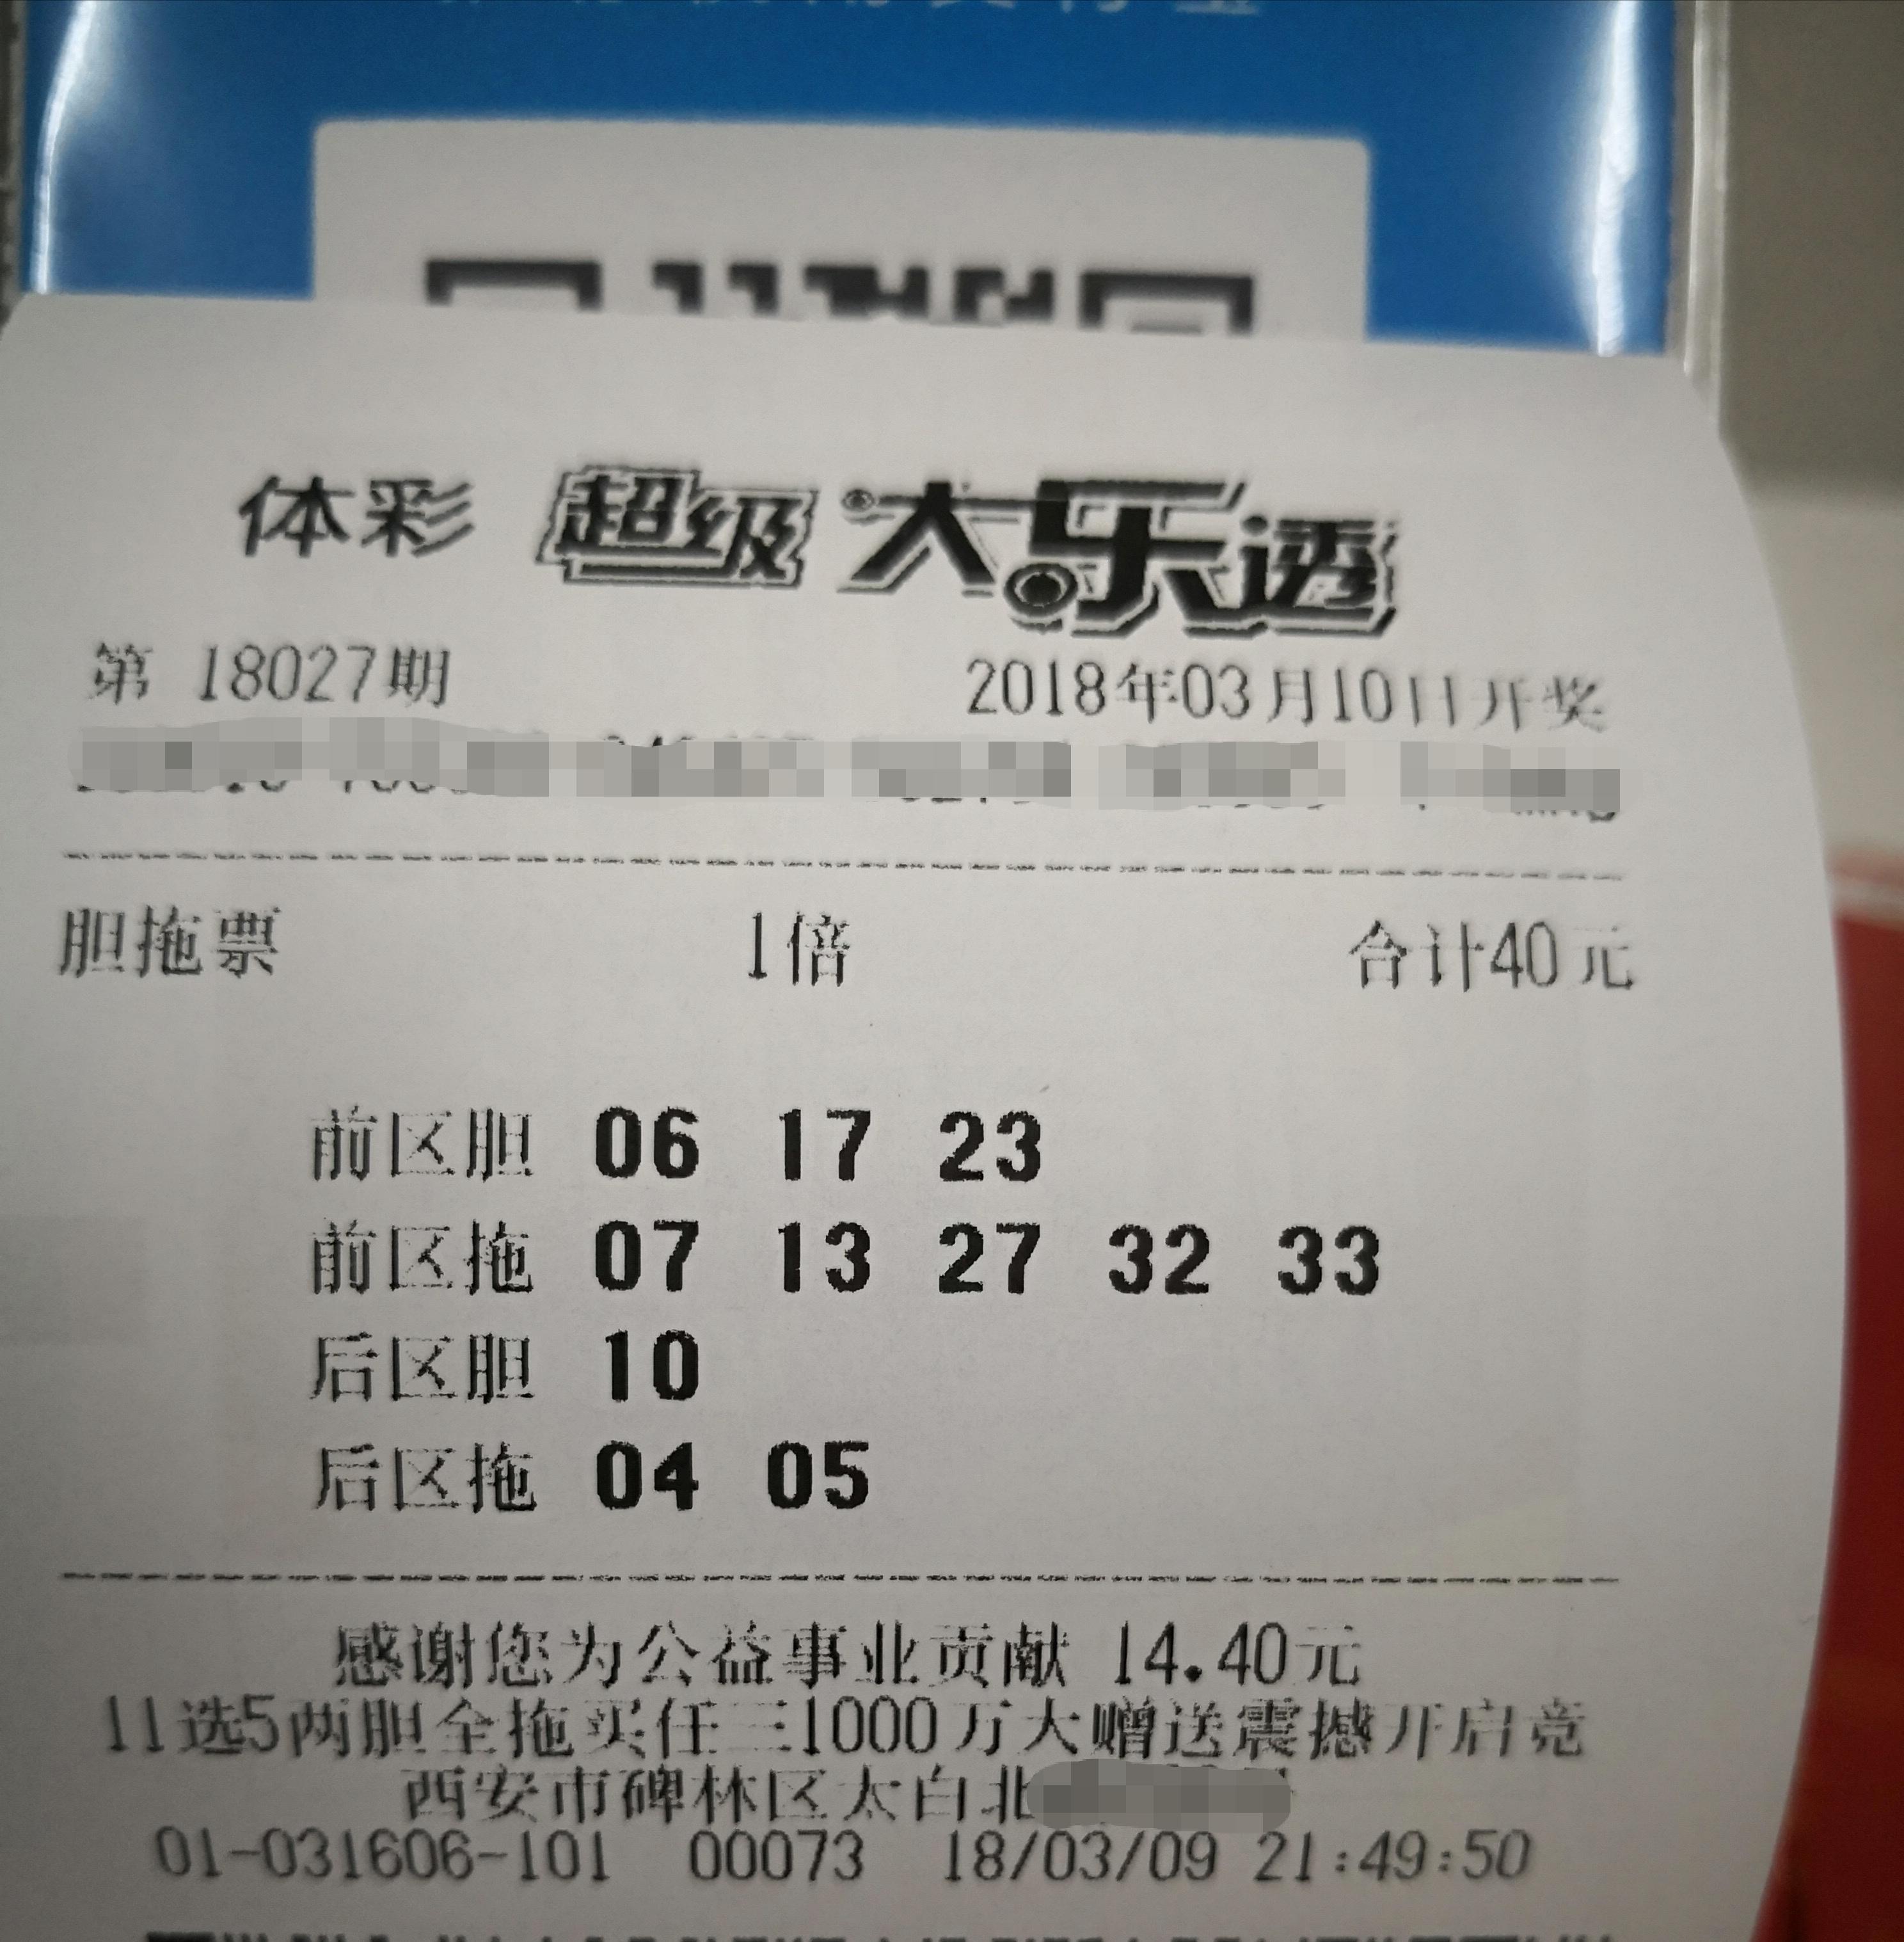 体彩 超级大乐透
第 18027期 2018年03月10日开奖
胆拖票 1倍 合计40元
前区胆 06 17 23
前区拖 07 13 27 32 33
后区胆 10
后区拖 04 05
感谢您为公益事业贡献 14.40元
11选5两胆全拖买任三1000万大赠送震撼开启竞
西安市碑林区太白北
01-031606-101 00073 18/03/09 21:49:50